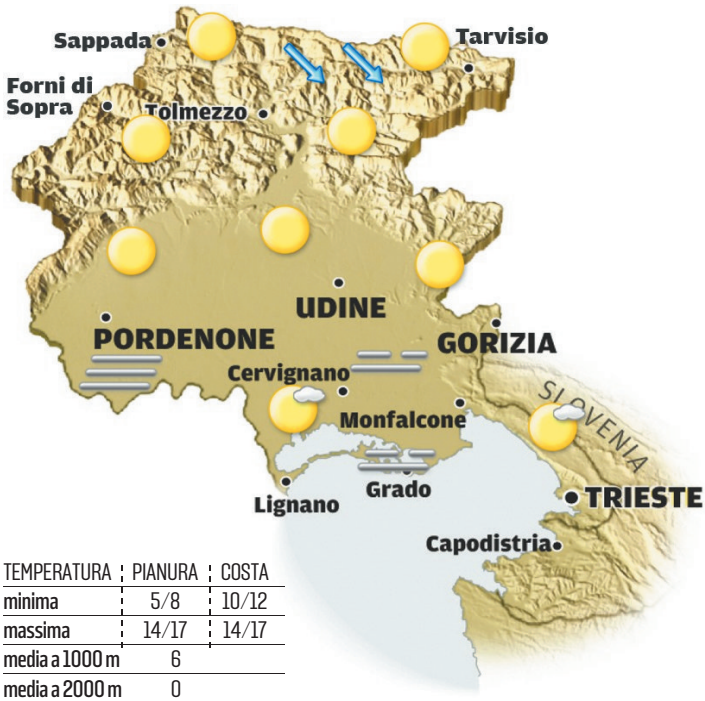 Sappada
Tarvisio
Forni di
Sopra
Tolmezzo
UDINE
PORDENONE
GORIZIA
Cervignano
SLOVENIA
Monfalcone
Grado
Lignano
TRIESTE
Capodistria
TEMPERATURA PIANURA COSTA
minima 5/8 10/12
massima 14/17 14/17
media a 1000 m 6
media a 2000 m 0